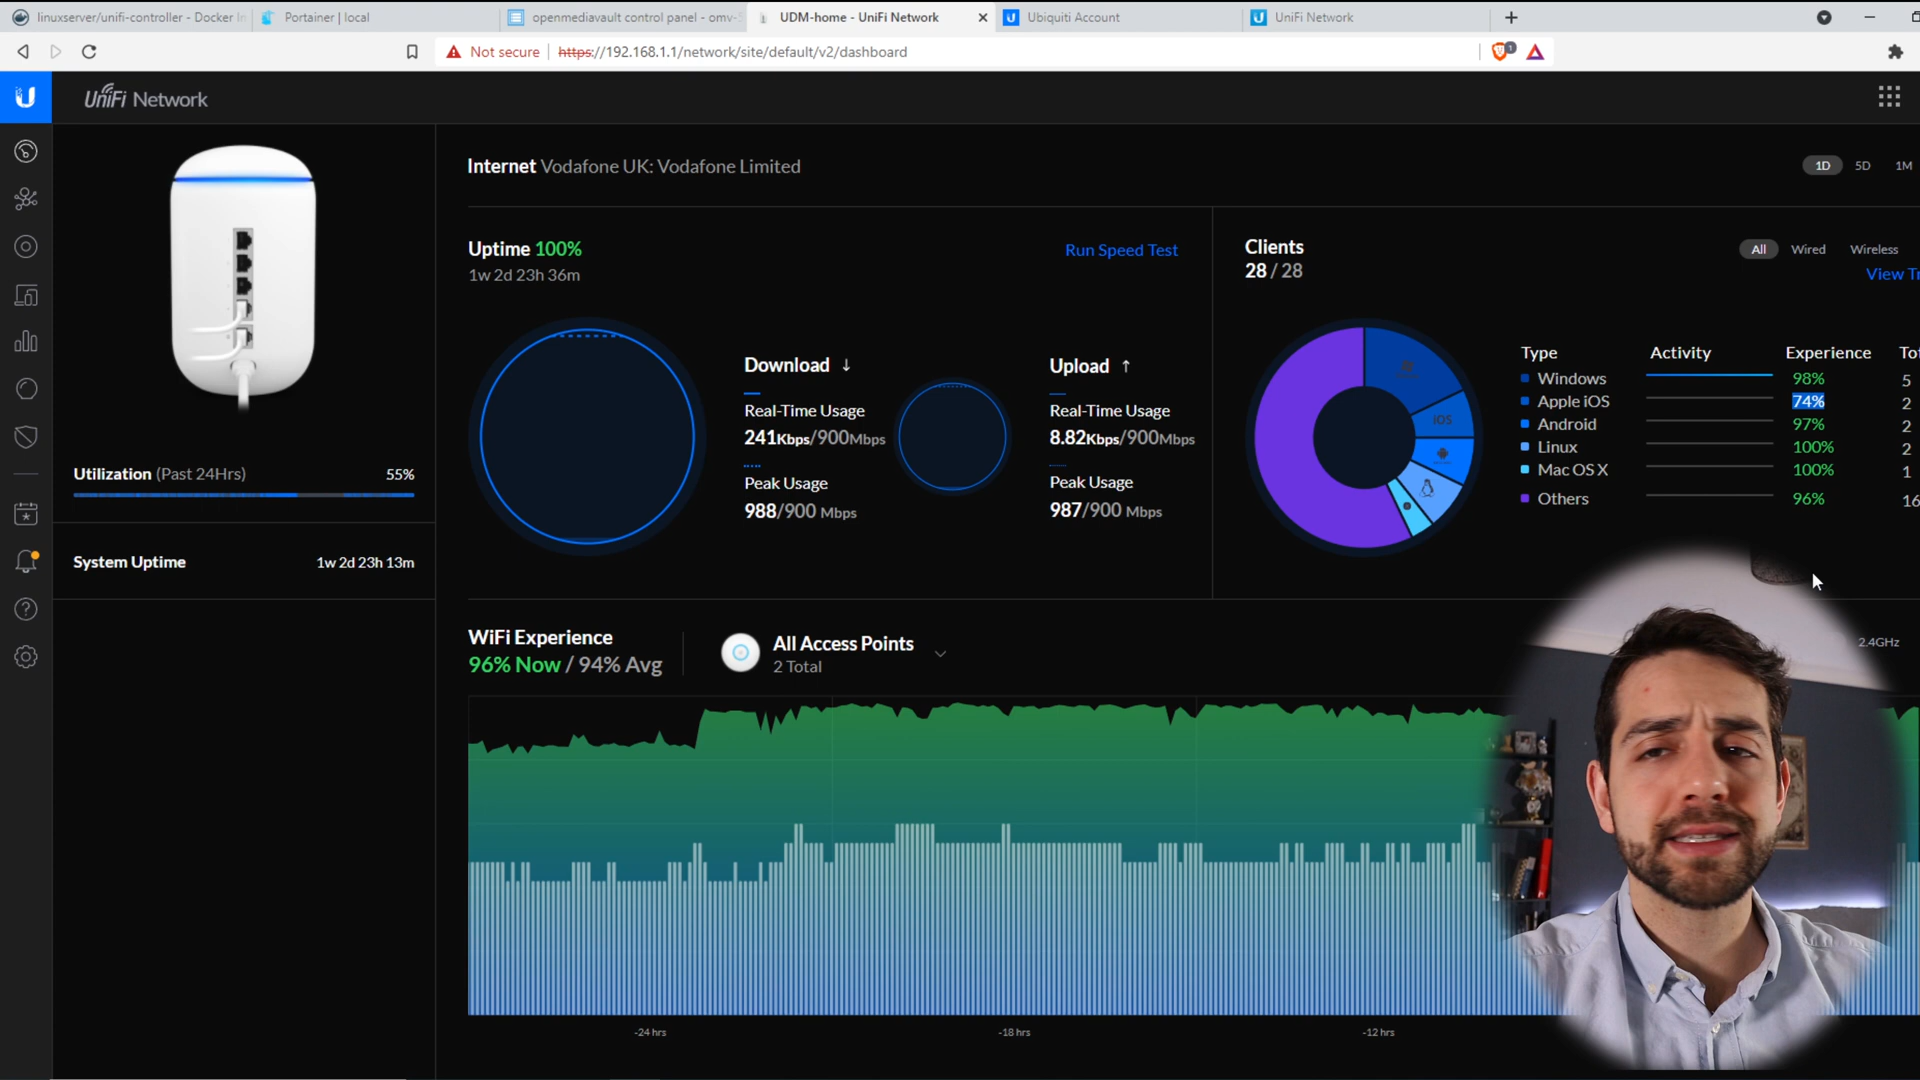 linuxserver/unifi-controller - Docker
Portainer | local
openmediavault control panel - omv-
UDM-home - UniFi Network
Ubiquiti Account
UniFi Network
Not secure
https://192.168.1.1/network/site/default/v2/dashboard
1
UniFi Network
Internet Vodafone UK: Vodafone Limited
1D
5D
1M
Uptime 100%
1w 2d 23h 36m
Run Speed Test
Clients
28 / 28
All
Wired
Wireless
View Tr
Download ↓
Real-Time Usage
241Kbps/900Mbps
Peak Usage
988/900 Mbps
Upload ↑
Real-Time Usage
8.82Kbps/900Mbps
Peak Usage
987/900 Mbps
iOS
Type Activity Experience Tot
Windows 98% 5
Apple iOS 74% 2
Android 97% 2
Linux 100% 2
Mac OS X 100% 1
Others 96% 16
Utilization (Past 24Hrs) 55%
System Uptime 1w 2d 23h 13m
WiFi Experience
96% Now / 94% Avg
All Access Points
2 Total
2.4GHz
-24 hrs
-18 hrs
-12 hrs